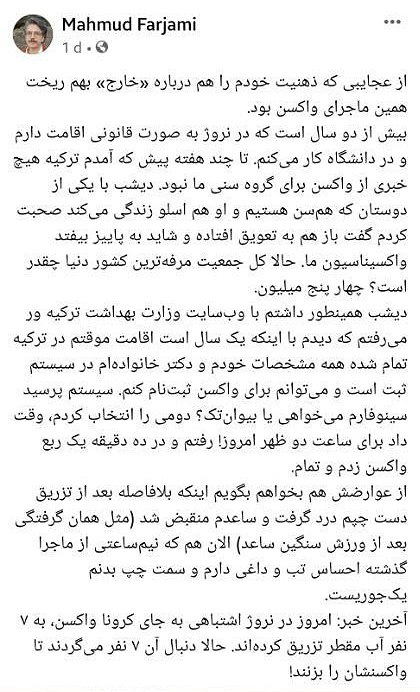 Mahmud Farjami
1 d •
از عجایبی که ذهنیت خودم را هم درباره «خارج» بهم ریخت
همین ماجرای واکسن بود.
بیش از دو سال است که در نروژ به صورت قانونی اقامت دارم
و در دانشگاه کار می‌کنم. تا چند هفته پیش که آمدم ترکیه هیچ
خبری از واکسن برای گروه سنی ما نبود. دیشب با یکی از
دوستان که هم‌سن هستیم و او هم اسلو زندگی می‌کند صحبت
کردم گفت باز هم به تعویق افتاده و شاید به پاییز بیفتد
واکسیناسیون ما. حالا کل جمعیت مرفه‌ترین کشور دنیا چقدر
است؟ چهار پنج میلیون.
دیشب همینطور داشتم با وب‌سایت وزارت بهداشت ترکیه ور
می‌رفتم که دیدم با اینکه یک سال است اقامت موقتم در ترکیه
تمام شده همه مشخصات خودم و دکتر خانواده‌ام در سیستم
ثبت است و می‌توانم برای واکسن ثبت‌نام کنم. سیستم پرسید
سینوفارم می‌خواهی یا بیوان‌تک؟ دومی را انتخاب کردم، وقت
داد برای ساعت دو ظهر امروز! رفتم و در ده دقیقه یک ربع
واکسن زدم و تمام.
از عوارضش هم بخواهم بگویم اینکه بلافاصله بعد از تزریق
دست چپم درد گرفت و ساعدم منقبض شد (مثل همان گرفتگی
بعد از ورزش سنگین ساعد) الان هم که نیم‌ساعتی از ماجرا
گذشته احساس تب و داغی دارم و سمت چپ بدنم
یک‌جوریست.
آخرین خبر: امروز در نروژ اشتباهی به جای کرونا واکسن، به ۷
نفر آب مقطر تزریق کرده‌اند. حالا دنبال آن ۷ نفر می‌گردند تا
واکسنشان را بزنند!